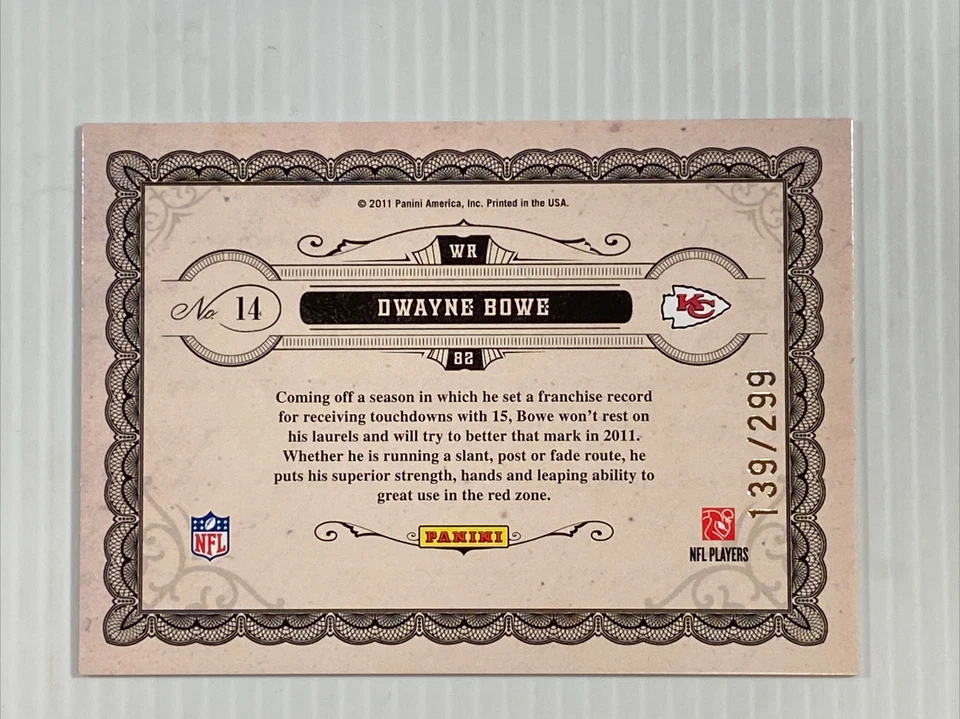 © 2011 Panini America, Inc. Printed in the USA.
WR
No. 14
DWAYNE BOWE
KC
82
Coming off a season in which he set a franchise record
for receiving touchdowns with 15, Bowe won't rest on
his laurels and will try to better that mark in 2011.
Whether he is running a slant, post or fade route, he
puts his superior strength, hands and leaping ability to
great use in the red zone.
139/299
NFL
PANINI
NFL PLAYERS